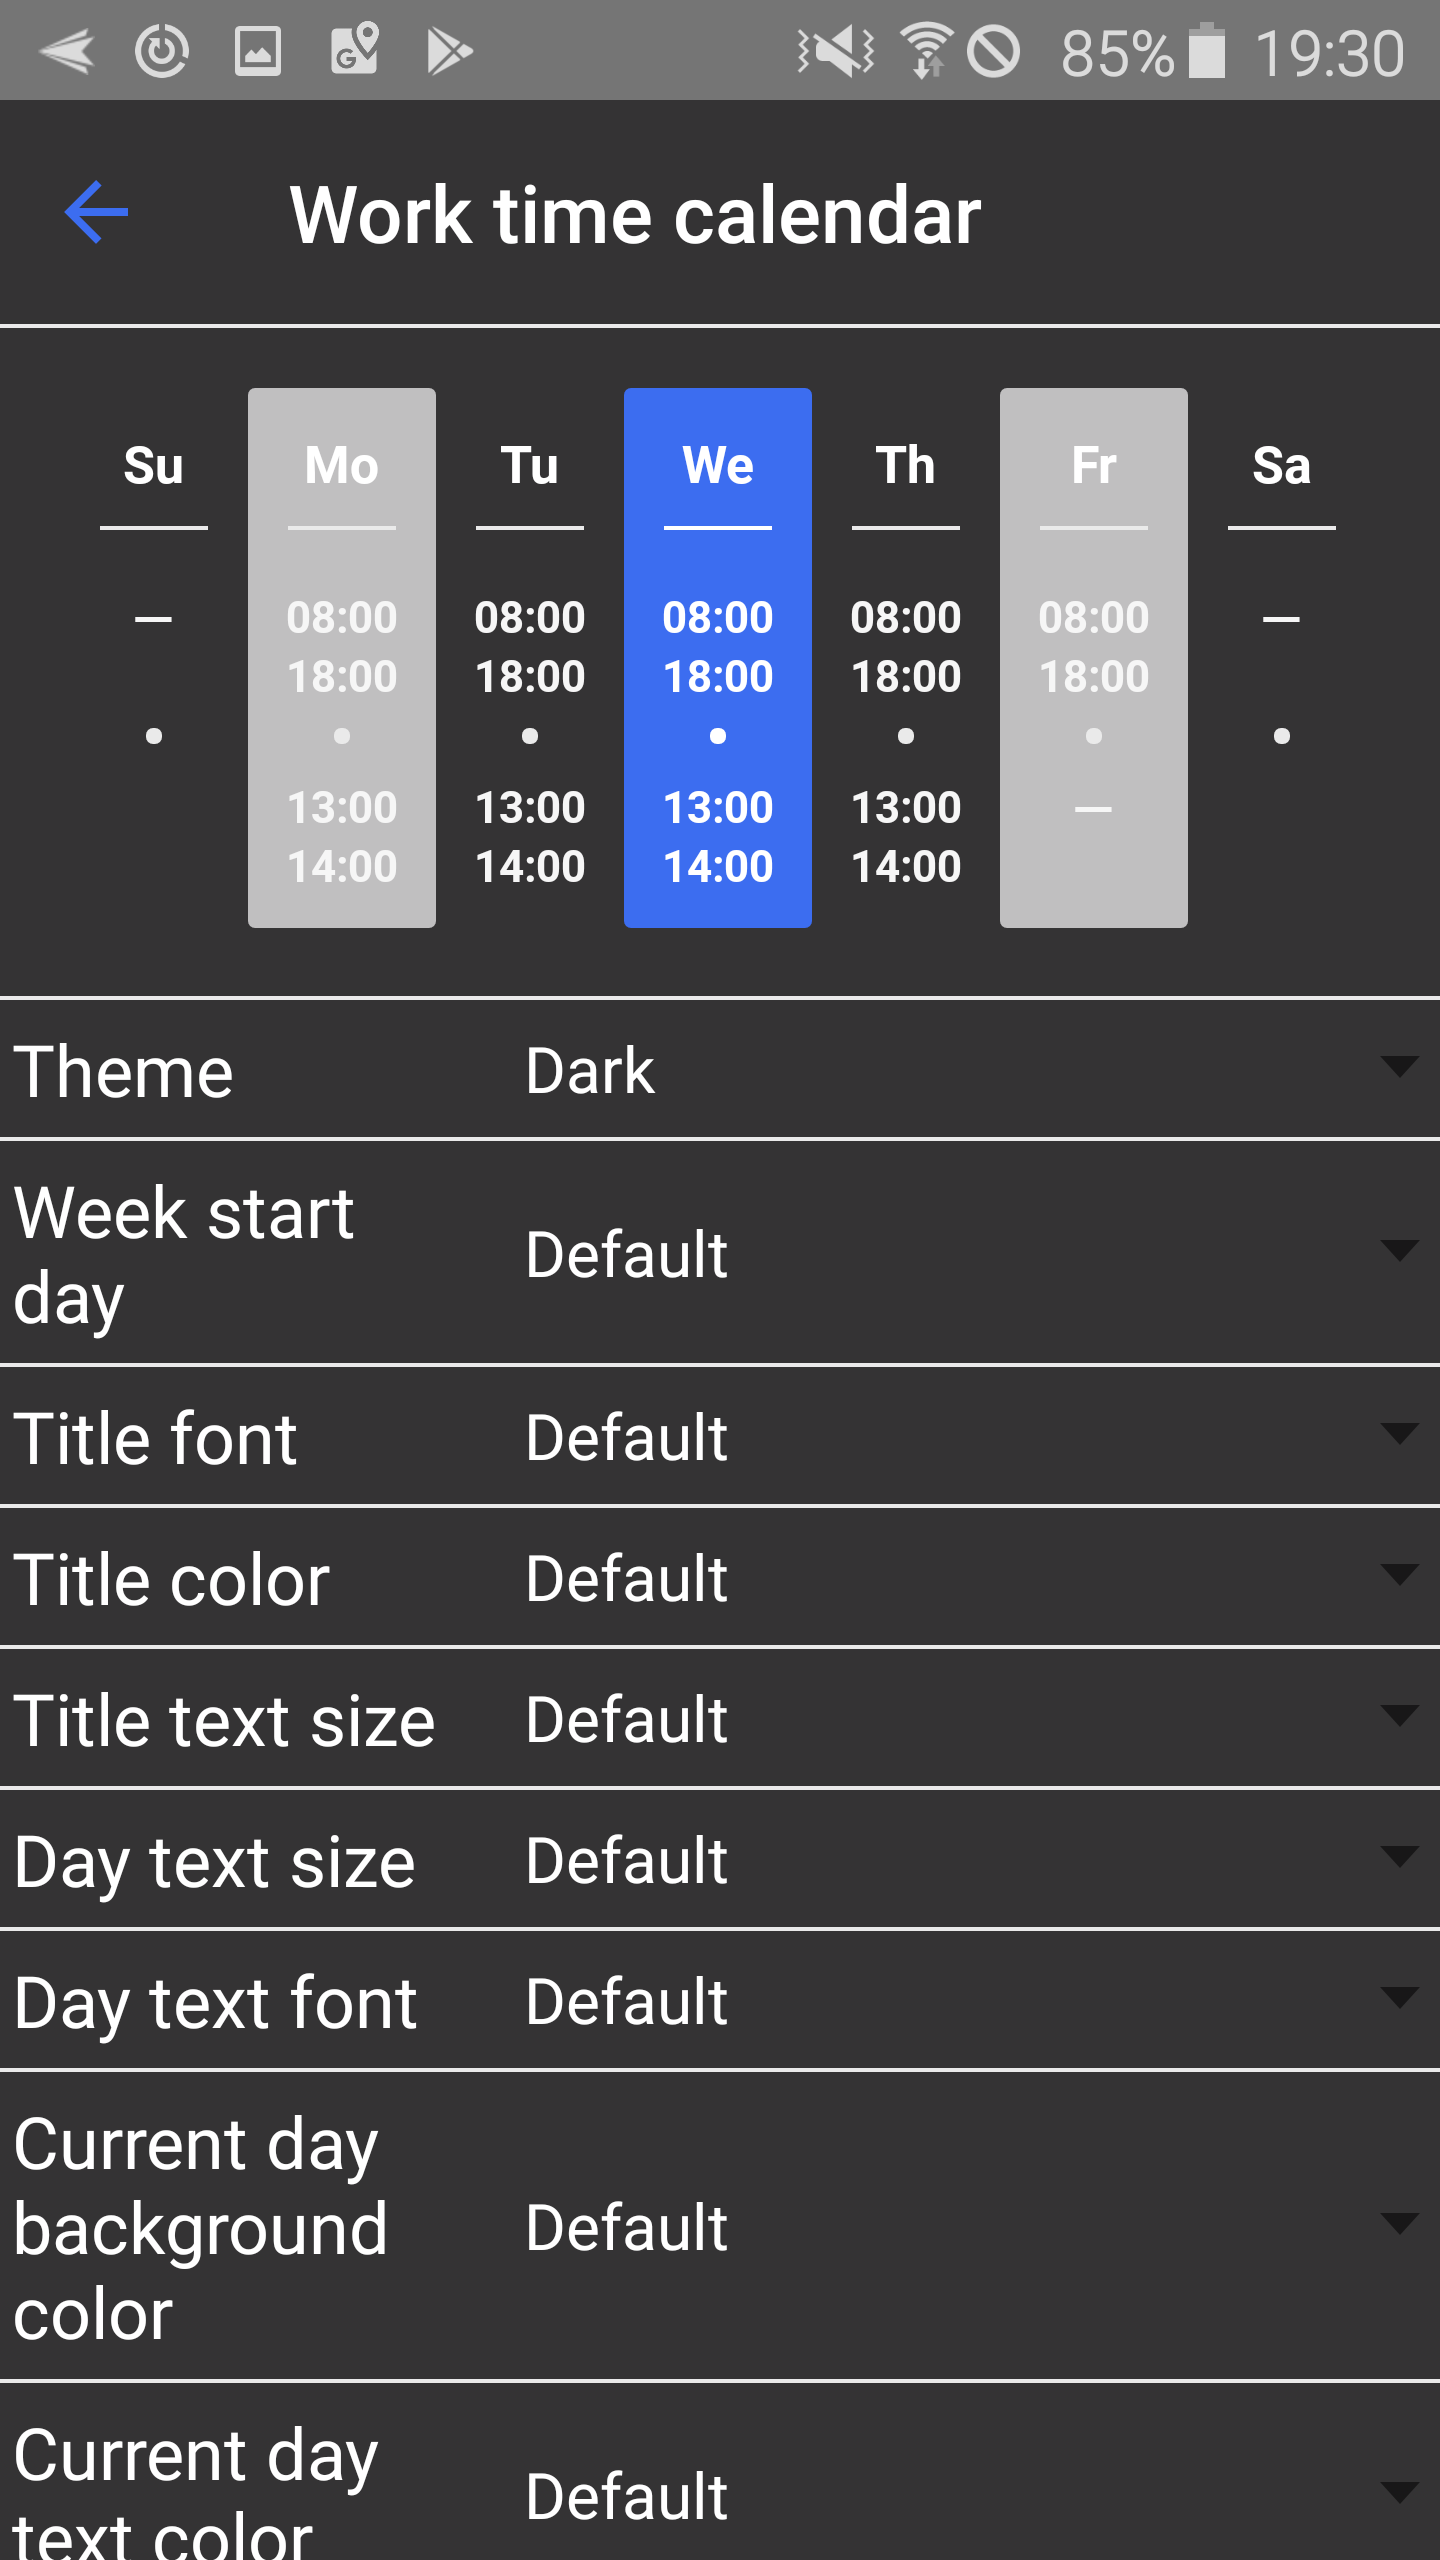 85% 19:30
Work time calendar
Su Mo Tu We Th Fr Sa
— 08:00 08:00 08:00 08:00 08:00 —
18:00 18:00 18:00 18:00 18:00
• • • • • • •
13:00 13:00 13:00 13:00 —
14:00 14:00 14:00 14:00
Theme Dark
Week start
day
Default
Title font Default
Title color Default
Title text size Default
Day text size Default
Day text font Default
Current day
background
color
Default
Current day
text color
Default